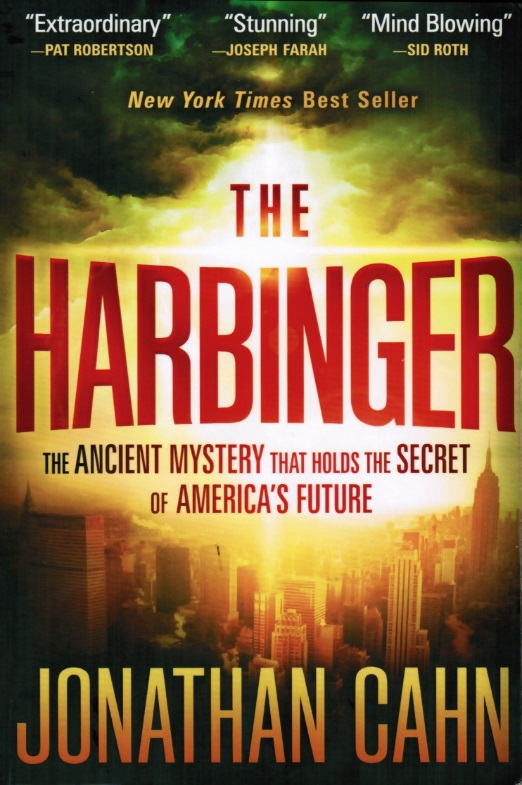 “Extraordinary” “Stunning” “Mind Blowing”
—PAT ROBERTSON —JOSEPH FARAH —SID ROTH
New York Times Best Seller
THE
HARBINGER
THE ANCIENT MYSTERY THAT HOLDS THE SECRET
OF AMERICA'S FUTURE
JONATHAN CAHN